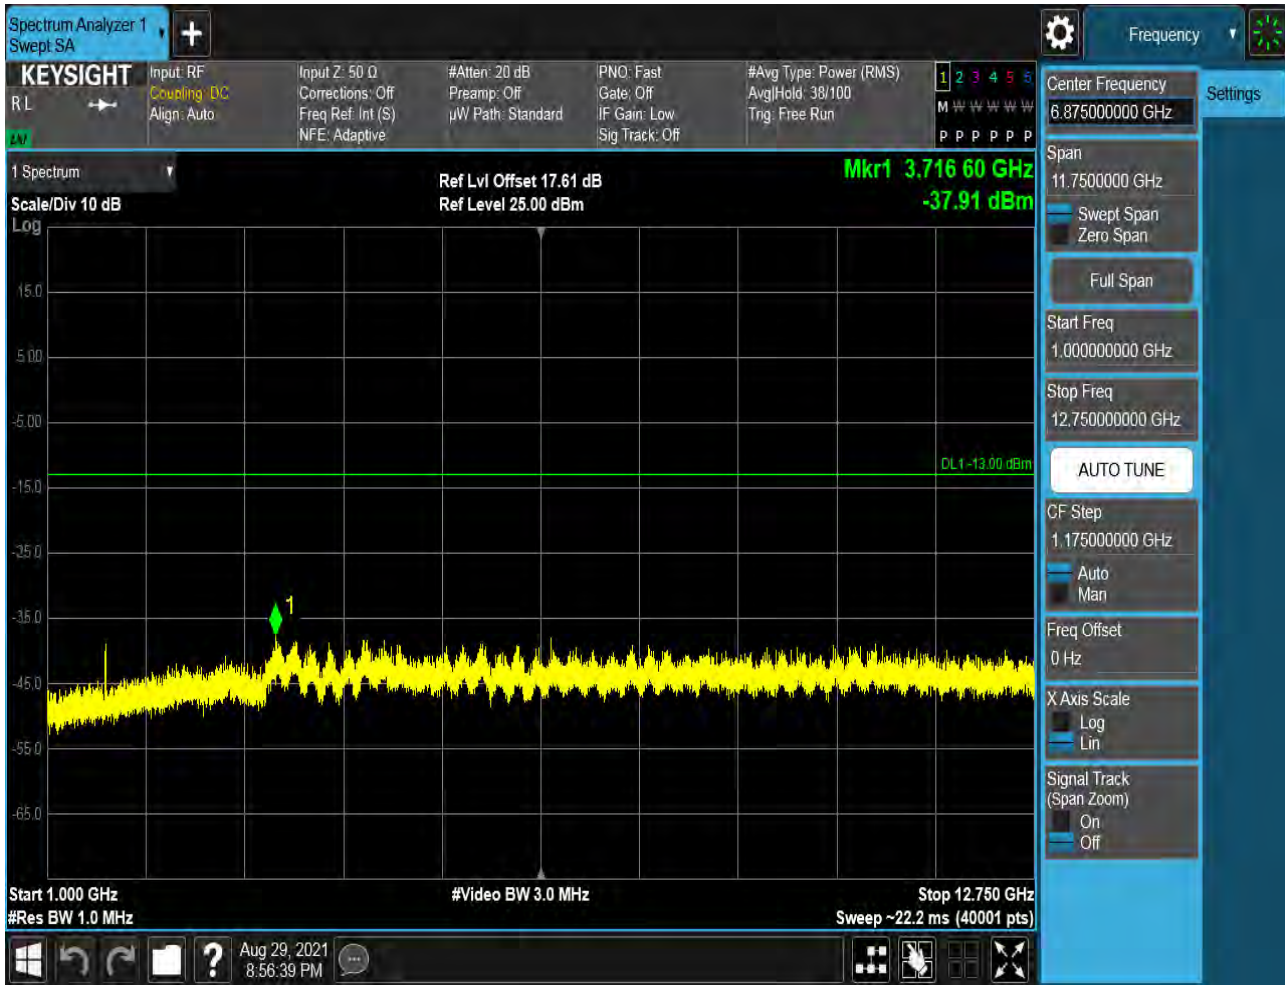 Spectrum Analyzer 1
Swept SA
Frequency
KEYSIGHT
R L
LNI
Input: RF
Coupling: DC
Align: Auto
Input Z: 50 Ω
Corrections: Off
Freq Ref: Int (S)
NFE: Adaptive
#Atten: 20 dB
Preamp: Off
µW Path: Standard
PNO: Fast
Gate: Off
IF Gain: Low
Sig Track: Off
#Avg Type: Power (RMS)
Avg|Hold: 38/100
Trig: Free Run
1 2 3 4 5 6
M W W W W W
P P P P P P
1 Spectrum
Scale/Div 10 dB
Log
Ref Lvl Offset 17.61 dB
Ref Level 25.00 dBm
Mkr1 3.716 60 GHz
-37.91 dBm
15.0
5.00
-5.00
DL1 -13.00 dBm
-15.0
-25.0
1
-35.0
-45.0
-55.0
-65.0
Start 1.000 GHz
#Res BW 1.0 MHz
#Video BW 3.0 MHz
Stop 12.750 GHz
Sweep ~22.2 ms (40001 pts)
?
Aug 29, 2021
8:56:39 PM
Center Frequency
6.875000000 GHz
Settings
Span
11.7500000 GHz
Swept Span
Zero Span
Full Span
Start Freq
1.000000000 GHz
Stop Freq
12.750000000 GHz
AUTO TUNE
CF Step
1.175000000 GHz
Auto
Man
Freq Offset
0 Hz
X Axis Scale
Log
Lin
Signal Track
(Span Zoom)
On
Off